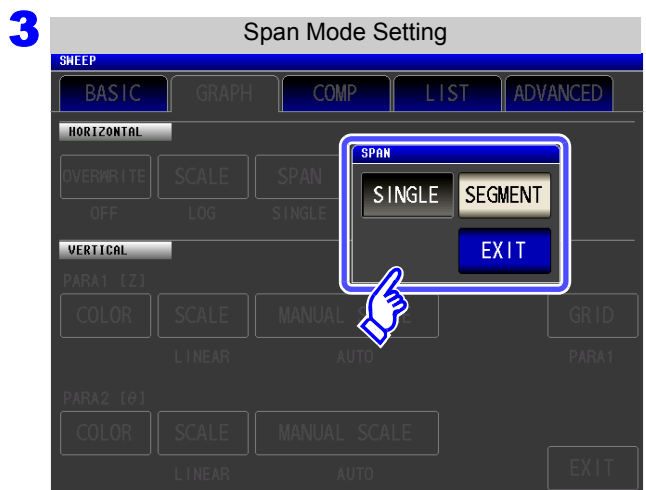 3
Span Mode Setting
SWEEP
BASIC GRAPH COMP LIST ADVANCED
HORIZONTAL
OVERWRITE SCALE SPAN
OFF LOG SINGLE
SPAN
SINGLE SEGMENT
EXIT
VERTICAL
PARA1 [Z]
COLOR SCALE MANUAL SCALE GRID
LINEAR AUTO PARA1
PARA2 [θ]
COLOR SCALE MANUAL SCALE
LINEAR AUTO EXIT